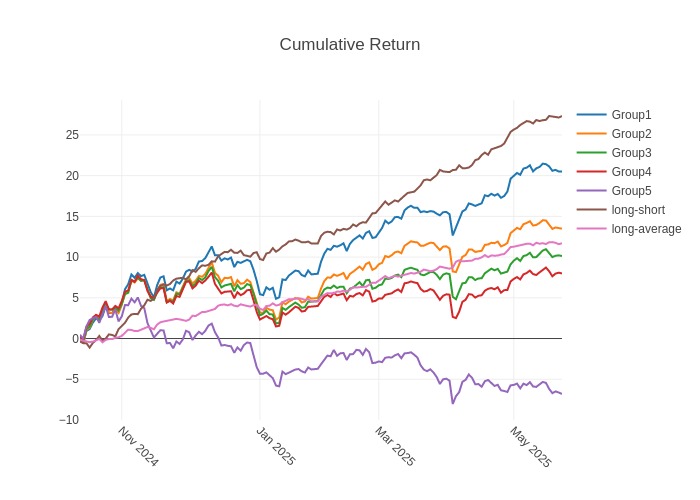 Cumulative Return
25
20
15
10
5
0
−5
−10
Nov 2024
Jan 2025
Mar 2025
May 2025
Group1
Group2
Group3
Group4
Group5
long-short
long-average